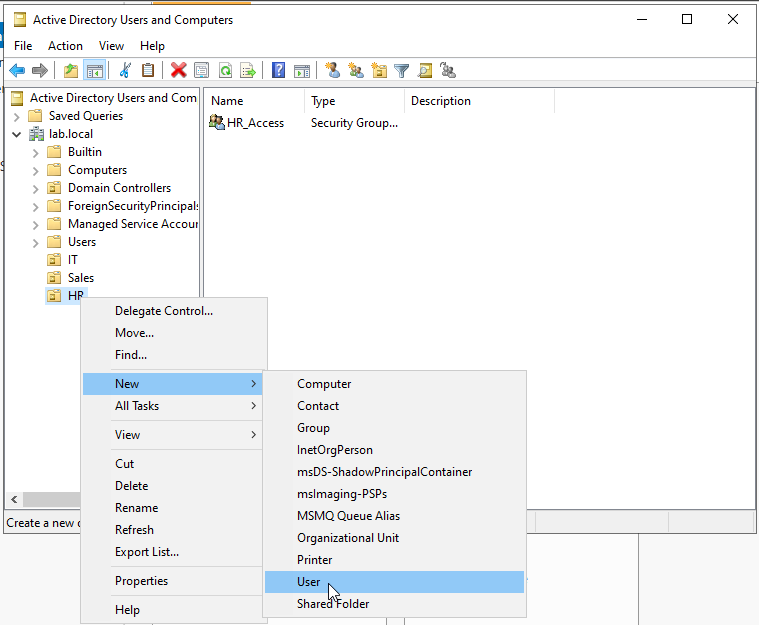 Active Directory Users and Computers
File Action View Help
Active Directory Users and Com
Saved Queries
lab.local
Builtin
Computers
Domain Controllers
ForeignSecurityPrincipals
Managed Service Accoun
Users
IT
Sales
HR
Name Type Description
HR_Access Security Group...
Delegate Control...
Move...
Find...
New
All Tasks
View
Cut
Delete
Rename
Refresh
Export List...
Properties
Help
Computer
Contact
Group
InetOrgPerson
msDS-ShadowPrincipalContainer
msImaging-PSPs
MSMQ Queue Alias
Organizational Unit
Printer
User
Shared Folder
Create a new